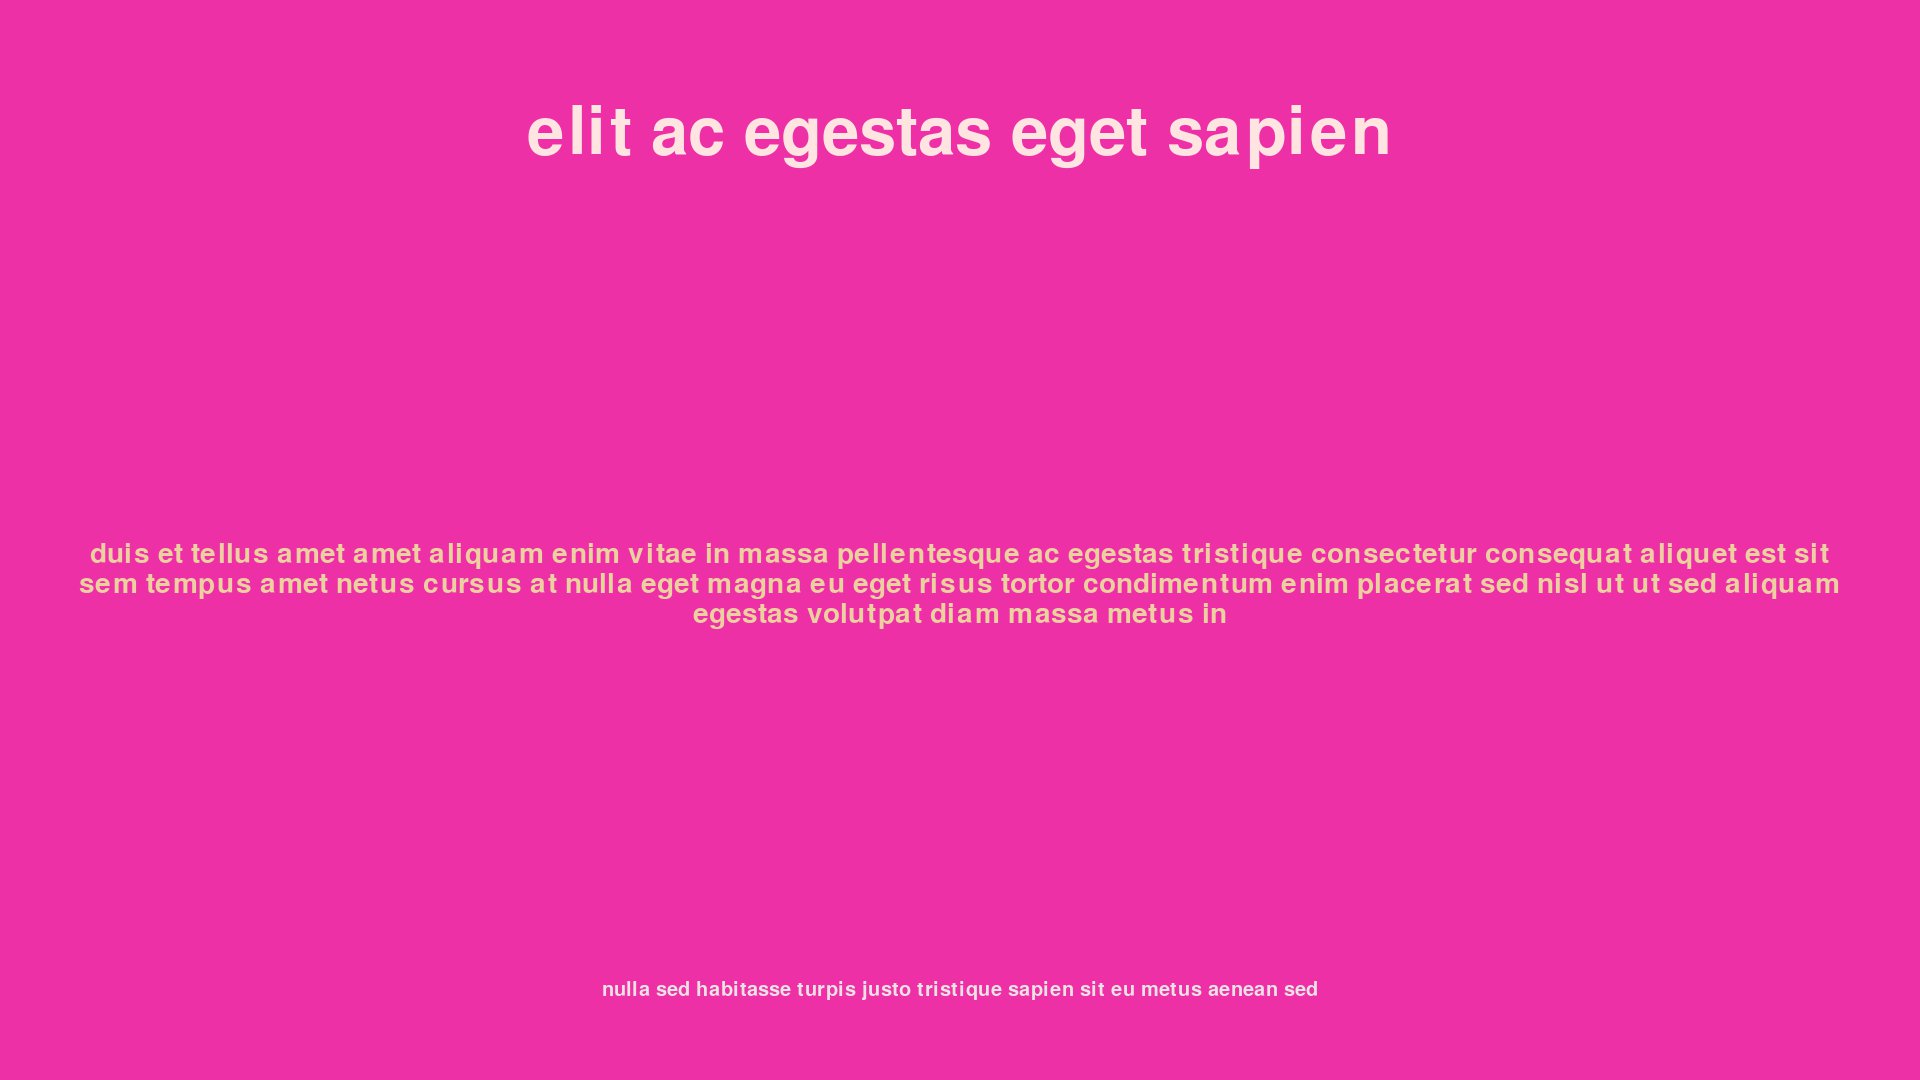 elit ac egestas eget sapien
duis et tellus amet amet aliquam enim vitae in massa pellentesque ac egestas tristique consectetur consequat aliquet est sit
sem tempus amet netus cursus at nulla eget magna eu eget risus tortor condimentum enim placerat sed nisl ut ut sed aliquam
egestas volutpat diam massa metus in
nulla sed habitasse turpis justo tristique sapien sit eu metus aenean sed